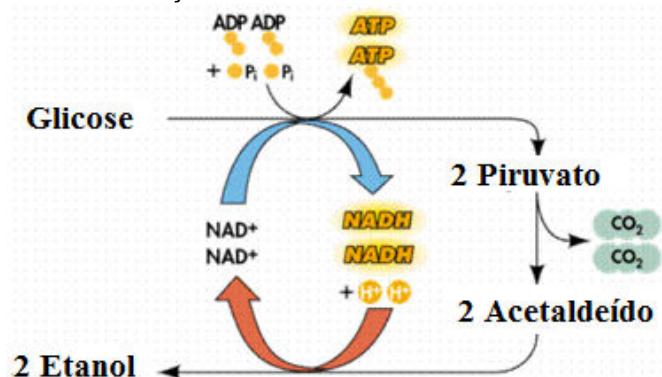 ADP ADP
+ Pi Pi
ATP
ATP
Glicose
2 Piruvato
CO2
CO2
NAD+
NAD+
NADH
NADH
+ H+ H+
2 Acetaldeído
2 Etanol